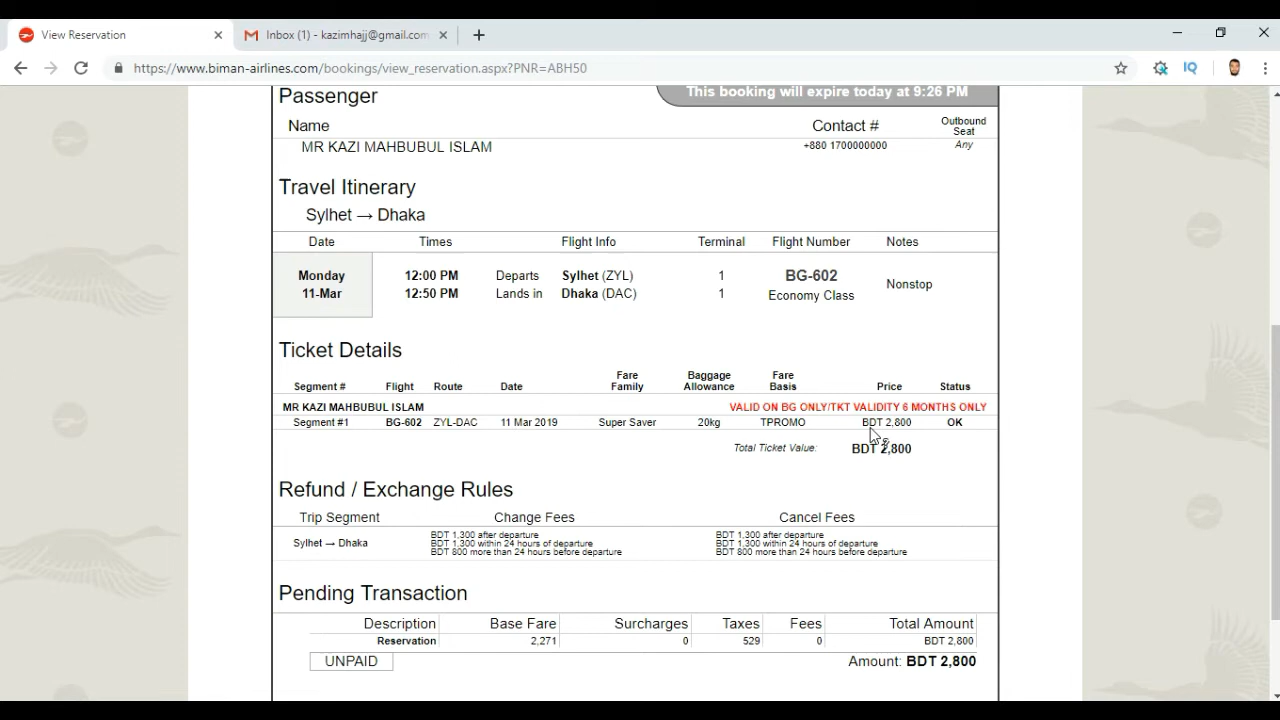 View Reservation
Inbox (1) - kazimhajj@gmail.com
https://www.biman-airlines.com/bookings/view_reservation.aspx?PNR=ABH50
IQ
Passenger
This booking will expire today at 9:26 PM
Name Contact # Outbound Seat
MR KAZI MAHBUBUL ISLAM +880 1700000000 Any
Travel Itinerary
Sylhet → Dhaka
Date Times Flight Info Terminal Flight Number Notes
Monday 12:00 PM Departs Sylhet (ZYL) 1 BG-602 Nonstop
11-Mar 12:50 PM Lands in Dhaka (DAC) 1 Economy Class
Ticket Details
Segment # Flight Route Date Fare Family Baggage Allowance Fare Basis Price Status
MR KAZI MAHBUBUL ISLAM VALID ON BG ONLY/TKT VALIDITY 6 MONTHS ONLY
Segment #1 BG-602 ZYL-DAC 11 Mar 2019 Super Saver 20kg TPROMO BDT 2,800 OK
Total Ticket Value: BDT 2,800
Refund / Exchange Rules
Trip Segment Change Fees Cancel Fees
BDT 1,300 after departure BDT 1,300 after departure
Sylhet → Dhaka BDT 1,300 within 24 hours of departure BDT 1,300 within 24 hours of departure
BDT 800 more than 24 hours before departure BDT 800 more than 24 hours before departure
Pending Transaction
Description Base Fare Surcharges Taxes Fees Total Amount
Reservation 2,271 0 529 0 BDT 2,800
UNPAID Amount: BDT 2,800